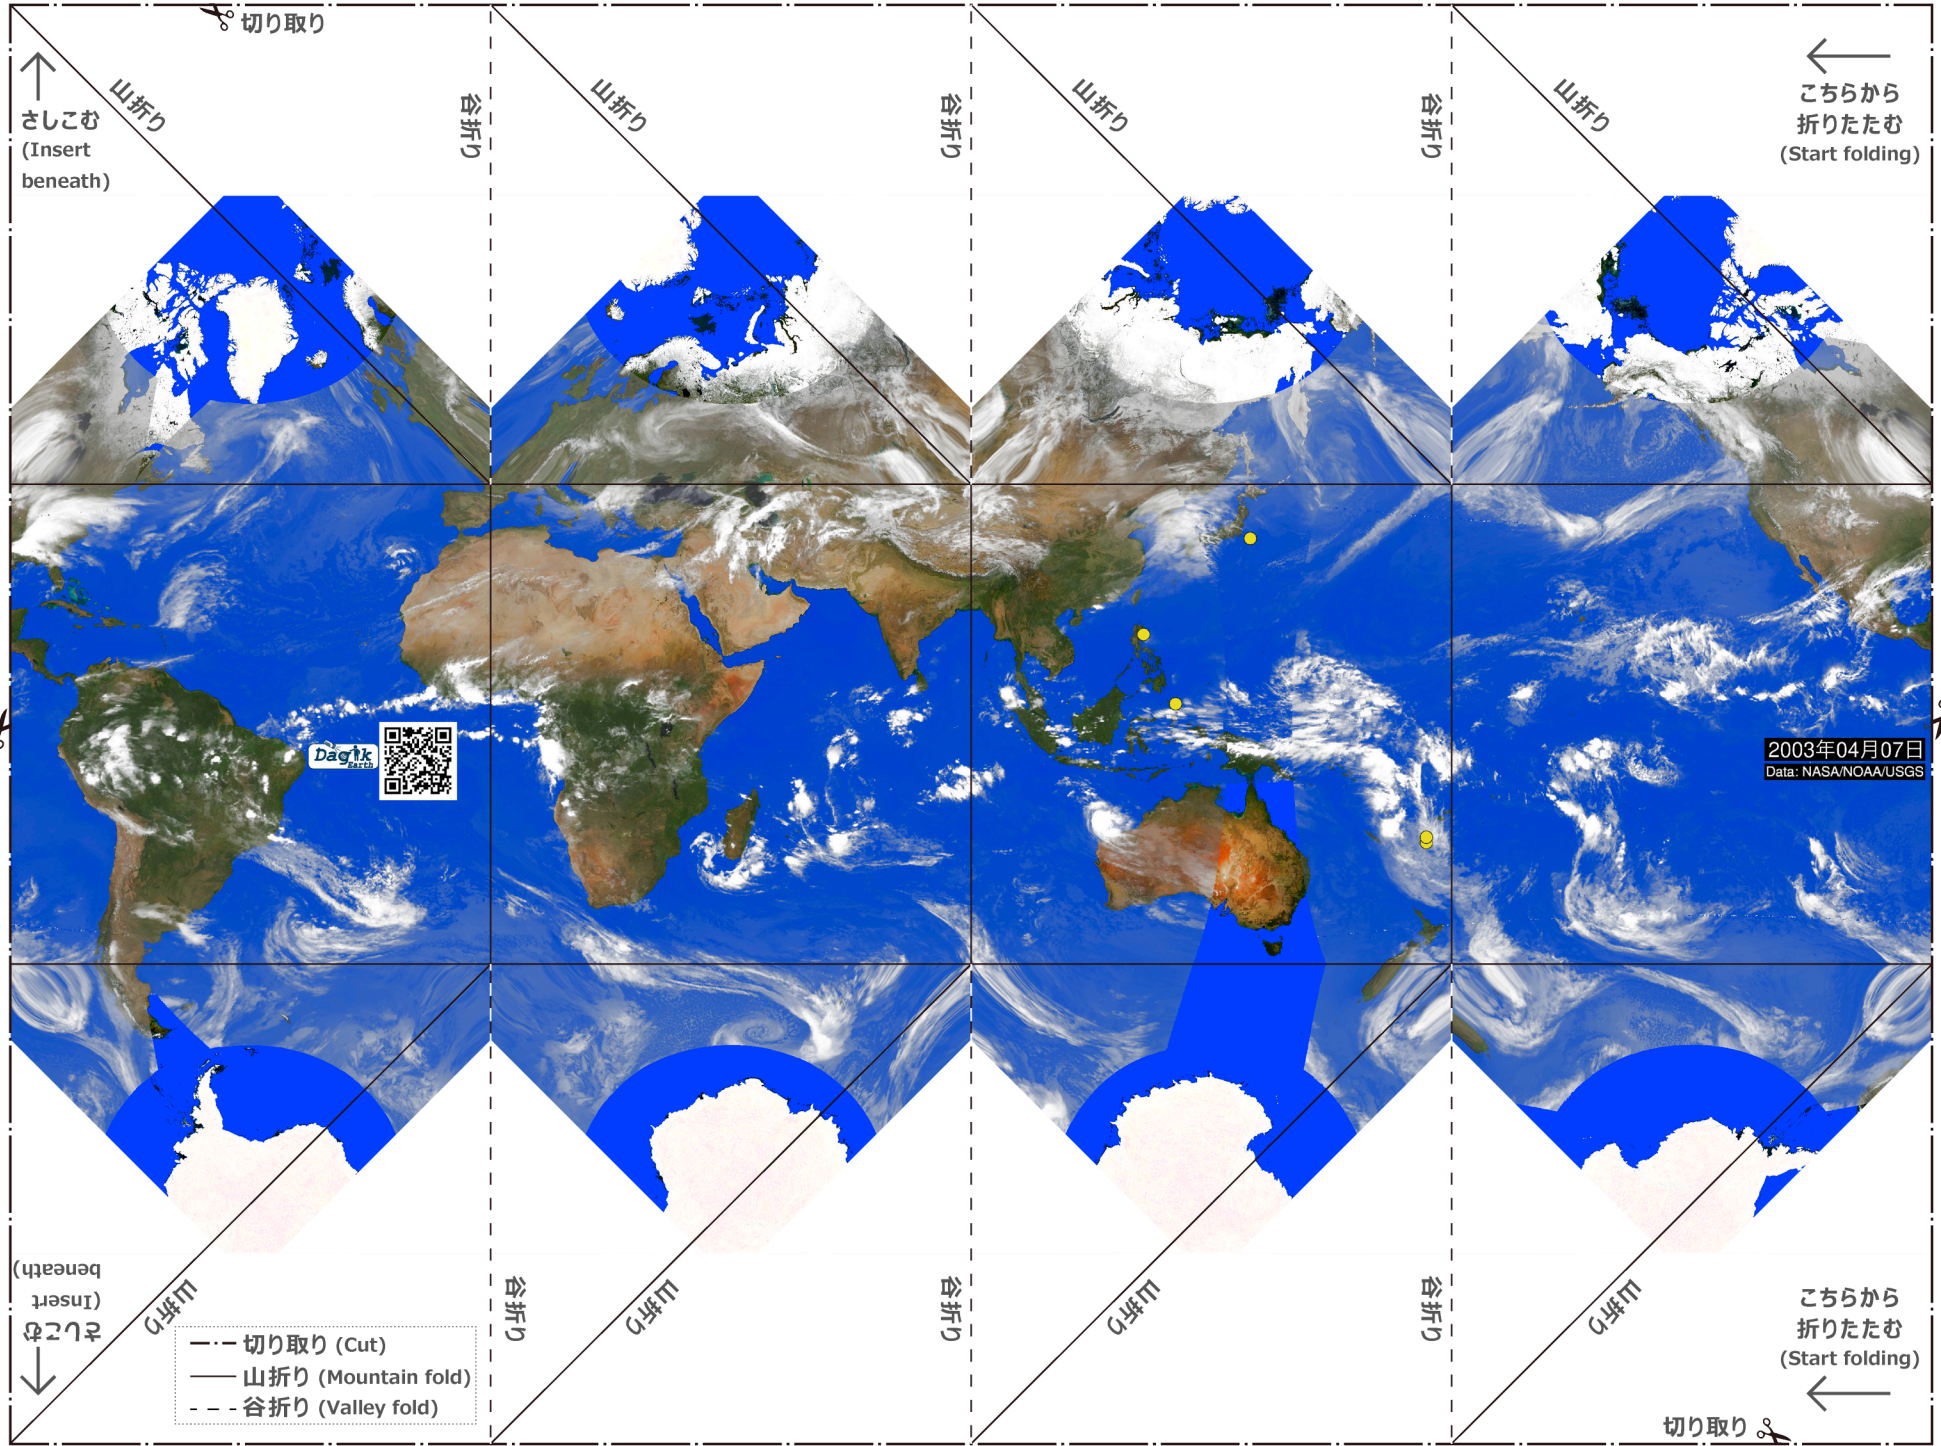 切り取り
さしこむ
(Insert
beneath)
山折り
谷折り
山折り
谷折り
山折り
谷折り
山折り
こちらから
折りたたむ
(Start folding)
Dagik
Earth
2003年04月07日
Data: NASA/NOAA/USGS
さしこむ
(Insert
beneath)
山折り
谷折り
山折り
谷折り
山折り
谷折り
山折り
こちらから
折りたたむ
(Start folding)
切り取り (Cut)
山折り (Mountain fold)
谷折り (Valley fold)
切り取り